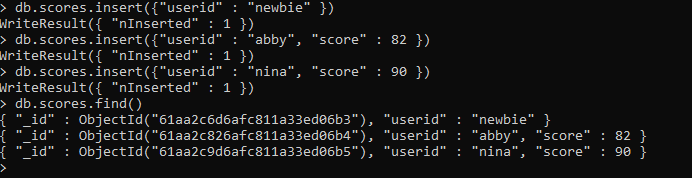 > db.scores.insert({"userid" : "newbie" })
WriteResult({ "nInserted" : 1 })
> db.scores.insert({"userid" : "abby", "score" : 82 })
WriteResult({ "nInserted" : 1 })
> db.scores.insert({"userid" : "nina", "score" : 90 })
WriteResult({ "nInserted" : 1 })
> db.scores.find()
{ "_id" : ObjectId("61aa2c6d6afc811a33ed06b3"), "userid" : "newbie" }
{ "_id" : ObjectId("61aa2c826afc811a33ed06b4"), "userid" : "abby", "score" : 82 }
{ "_id" : ObjectId("61aa2c9d6afc811a33ed06b5"), "userid" : "nina", "score" : 90 }
>